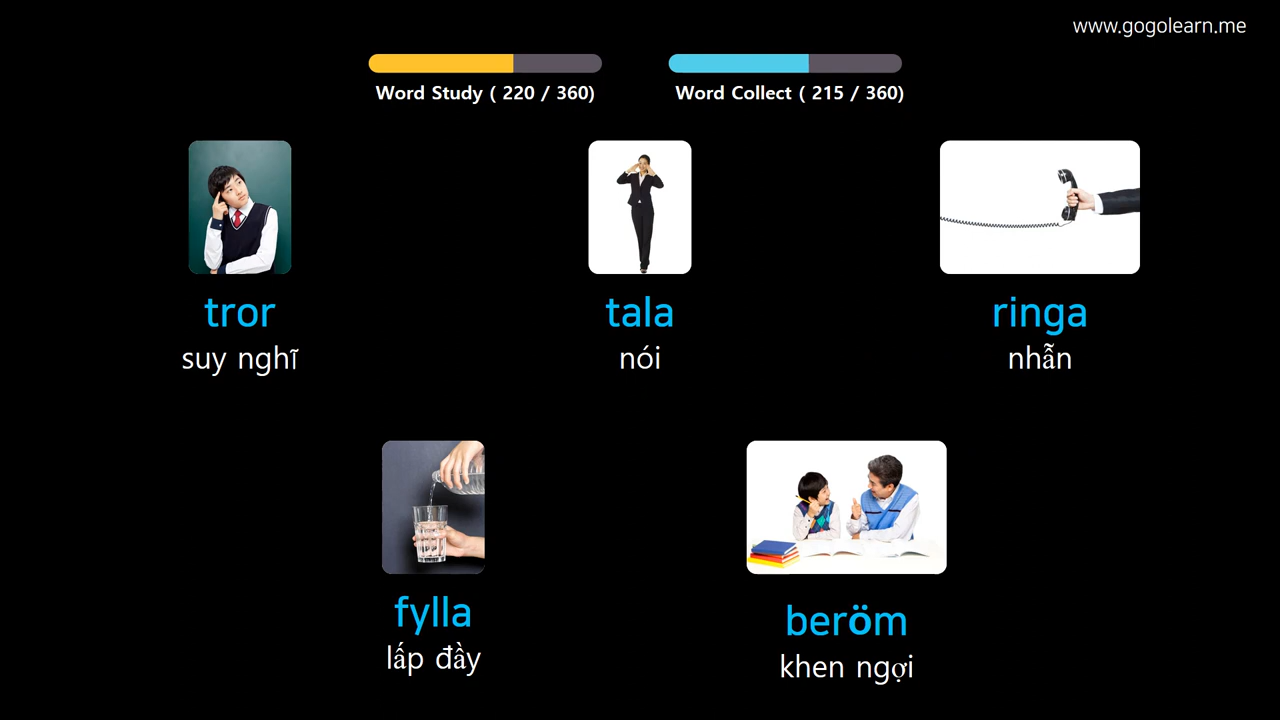 www.gogolearn.me
Word Study ( 220 / 360)
Word Collect ( 215 / 360)
tror
suy nghĩ
tala
nói
ringa
nhẫn
fylla
lấp đầy
beröm
khen ngợi